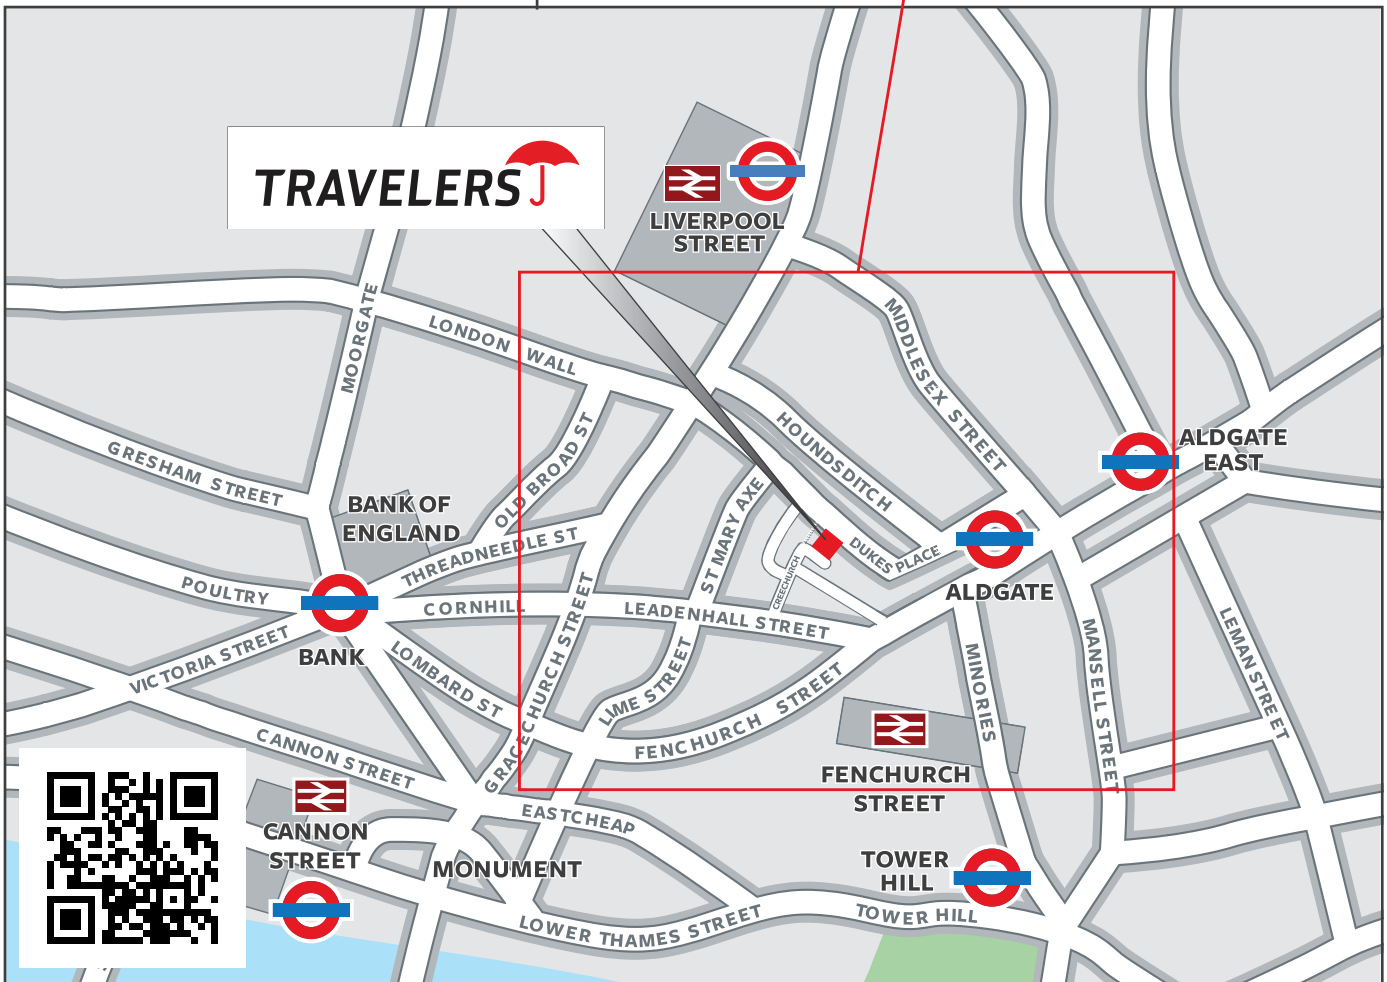 TRAVELERS
LIVERPOOL
STREET
MOORGATE
LONDON WALL
MIDDLESEX STREET
HOUNDSDITCH
GRESHAM STREET
OLD BROAD ST
BANK OF
ENGLAND
THREADNEEDLE ST
ST MARY AXE
CREECHURCH
DUKES PLACE
ALDGATE
EAST
ALDGATE
POULTRY
CORNHILL
LEADENHALL STREET
VICTORIA STREET
BANK
LOMBARD ST
GRACECHURCH STREET
LIME STREET
FENCHURCH STREET
MINORIES
MANSELL STREET
LEMAN STREET
CANNON STREET
FENCHURCH
STREET
CANNON
STREET
EASTCHEAP
MONUMENT
TOWER
HILL
LOWER THAMES STREET
TOWER HILL